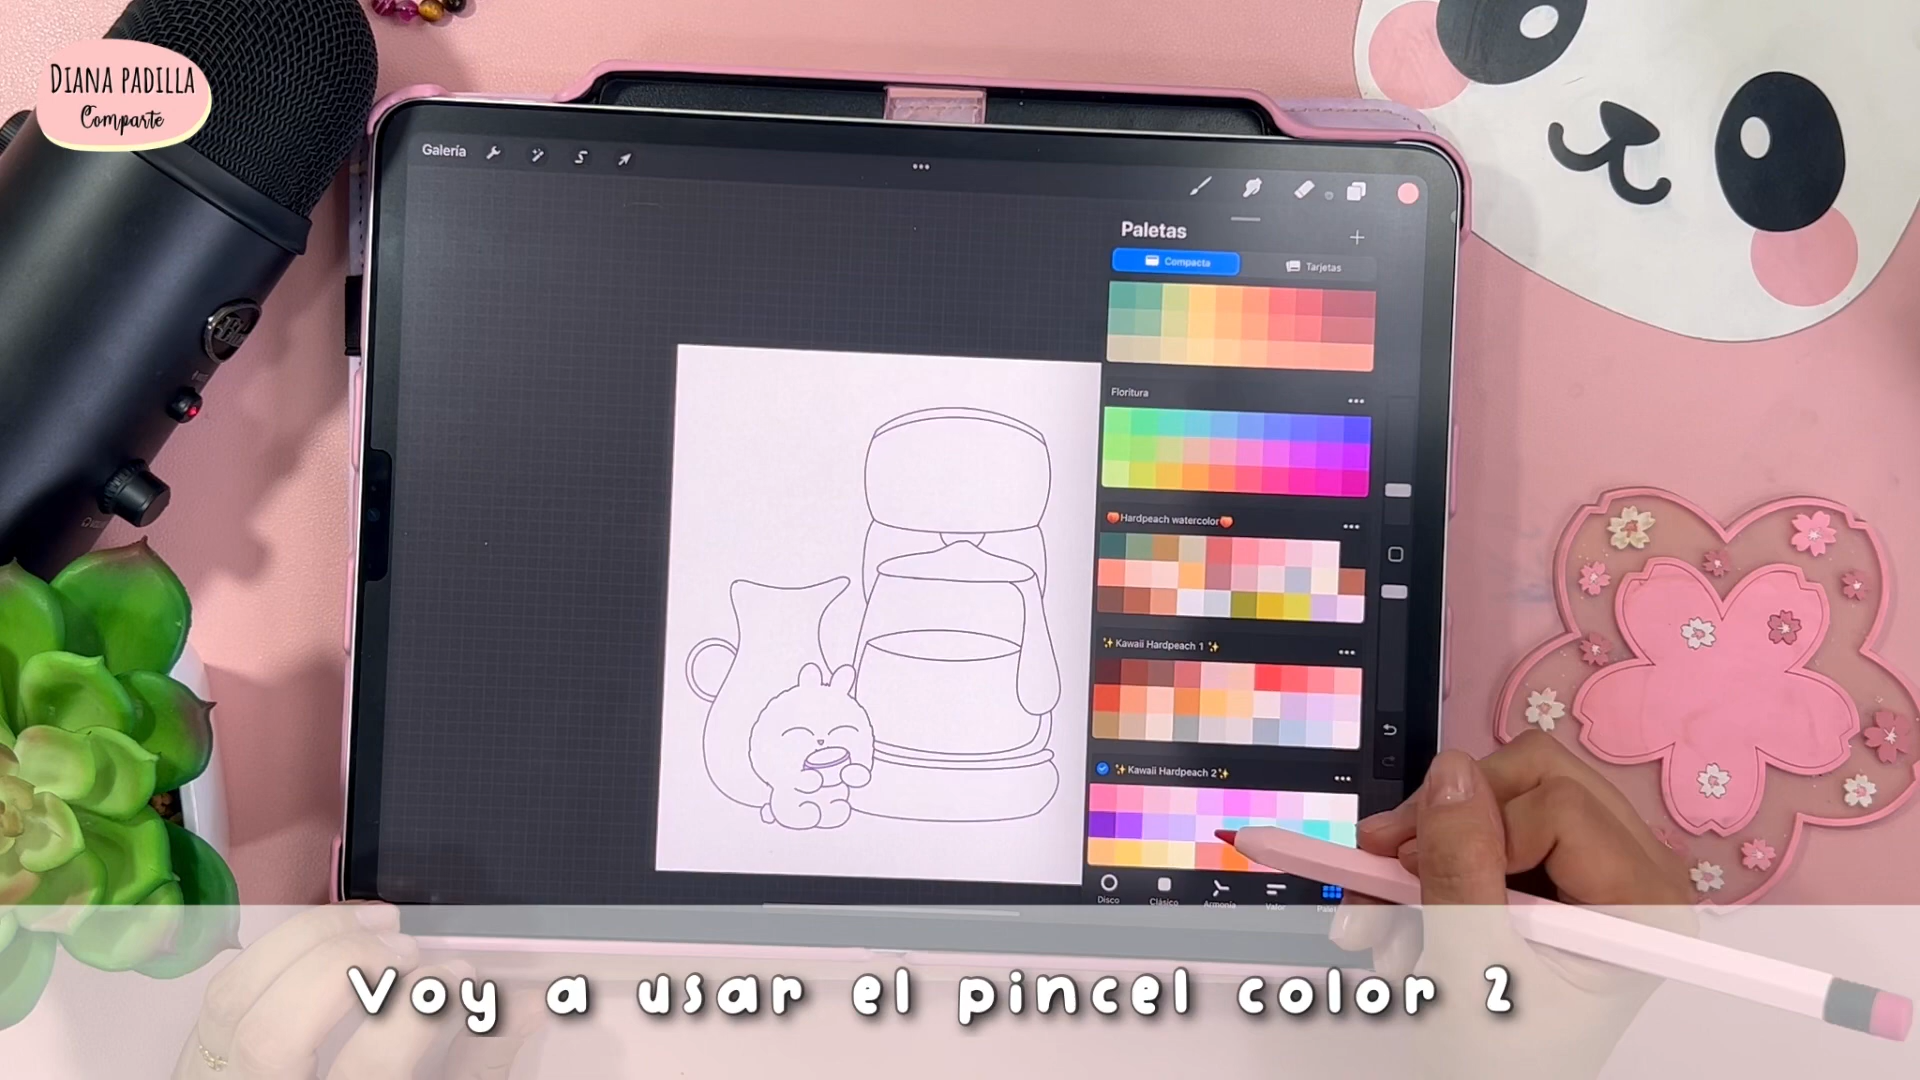 DIANA PADILLA
Comparte
Galería
Paletas
Compacta
Tarjetas
Floritura
🍑Hardpeach watercolor🍑
✨Kawaii Hardpeach 1 ✨
✨Kawaii Hardpeach 2✨
Disco
Clásico
Armonía
Valor
Voy a usar el pincel color 2